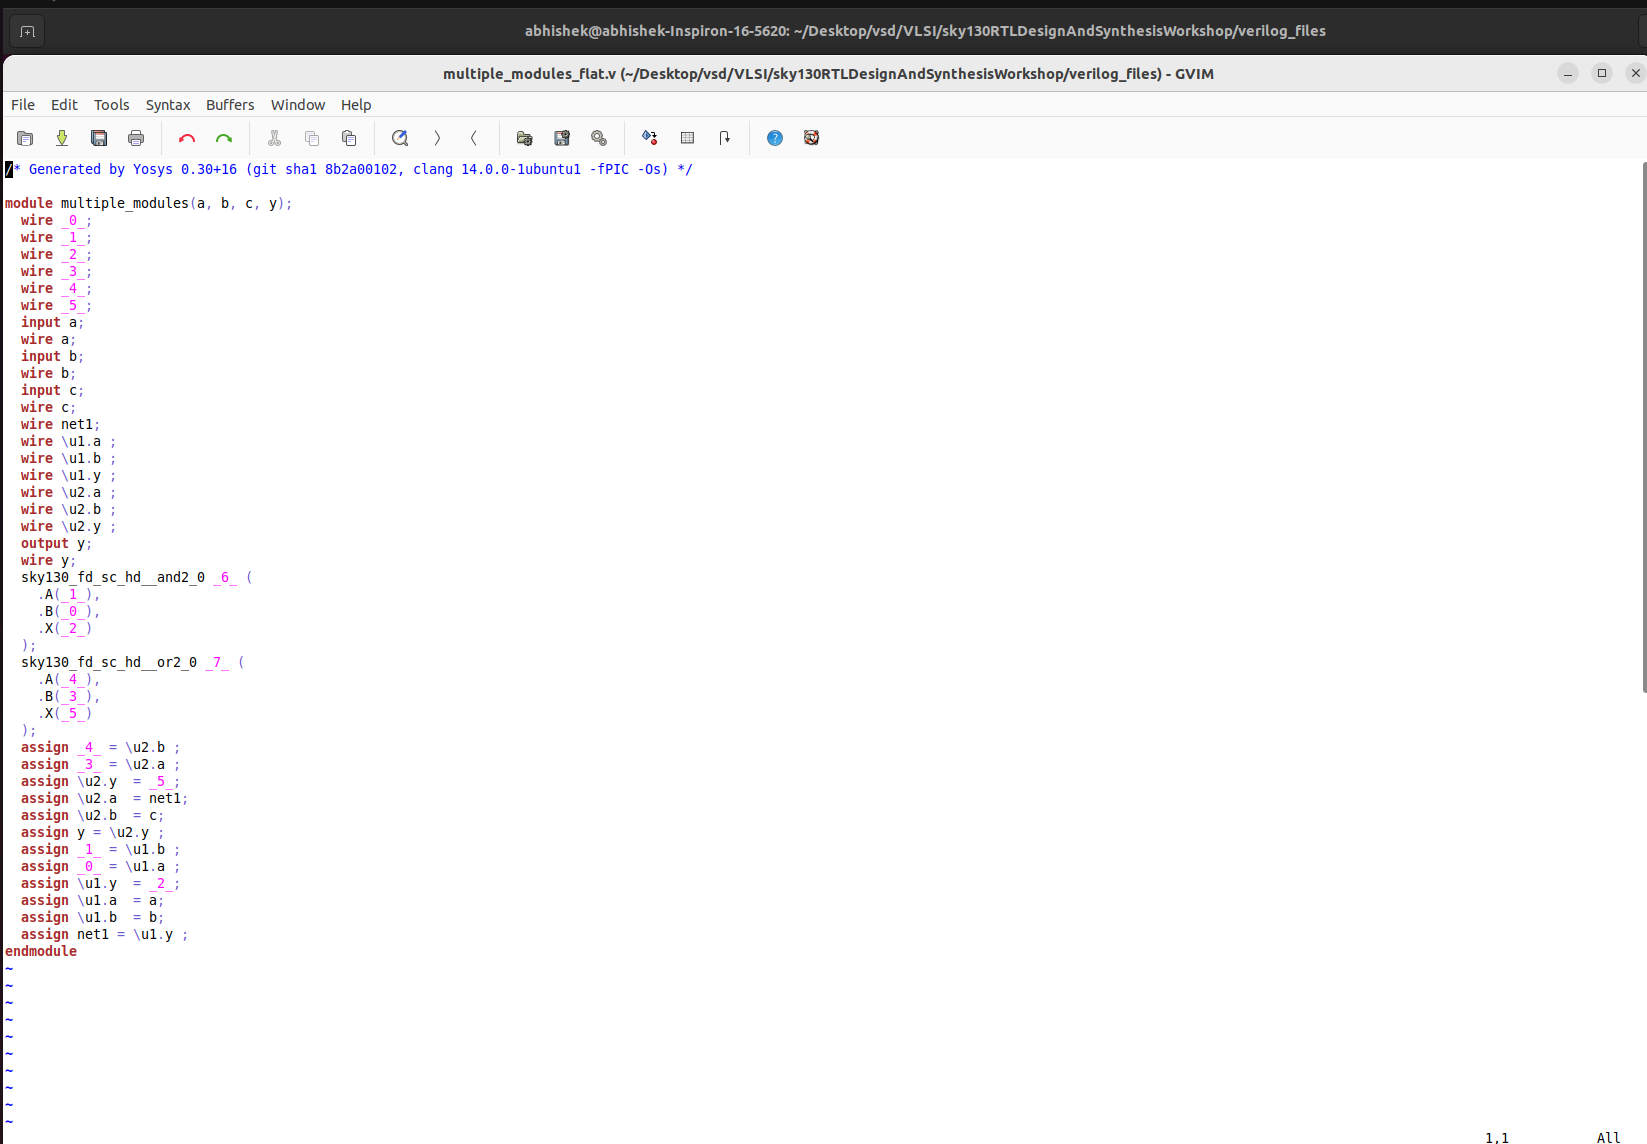 abhishek@abhishek-Inspiron-16-5620: ~/Desktop/vsd/VLSI/sky130RTLDesignAndSynthesisWorkshop/verilog_files
multiple_modules_flat.v (~/Desktop/vsd/VLSI/sky130RTLDesignAndSynthesisWorkshop/verilog_files) - GVIM
File Edit Tools Syntax Buffers Window Help
/* Generated by Yosys 0.30+16 (git sha1 8b2a00102, clang 14.0.0-1ubuntu1 -fPIC -Os) */
module multiple_modules(a, b, c, y);
  wire _0_;
  wire _1_;
  wire _2_;
  wire _3_;
  wire _4_;
  wire _5_;
  input a;
  wire a;
  input b;
  wire b;
  input c;
  wire c;
  wire net1;
  wire \u1.a ;
  wire \u1.b ;
  wire \u1.y ;
  wire \u2.a ;
  wire \u2.b ;
  wire \u2.y ;
  output y;
  wire y;
  sky130_fd_sc_hd__and2_0 _6_ (
    .A(_1_),
    .B(_0_),
    .X(_2_)
  );
  sky130_fd_sc_hd__or2_0 _7_ (
    .A(_4_),
    .B(_3_),
    .X(_5_)
  );
  assign _4_ = \u2.b ;
  assign _3_ = \u2.a ;
  assign \u2.y  = _5_;
  assign \u2.a  = net1;
  assign \u2.b  = c;
  assign y = \u2.y ;
  assign _1_ = \u1.b ;
  assign _0_ = \u1.a ;
  assign \u1.y  = _2_;
  assign \u1.a  = a;
  assign \u1.b  = b;
  assign net1 = \u1.y ;
endmodule
~
~
~
~
~
~
~
~
~
~
1,1 All